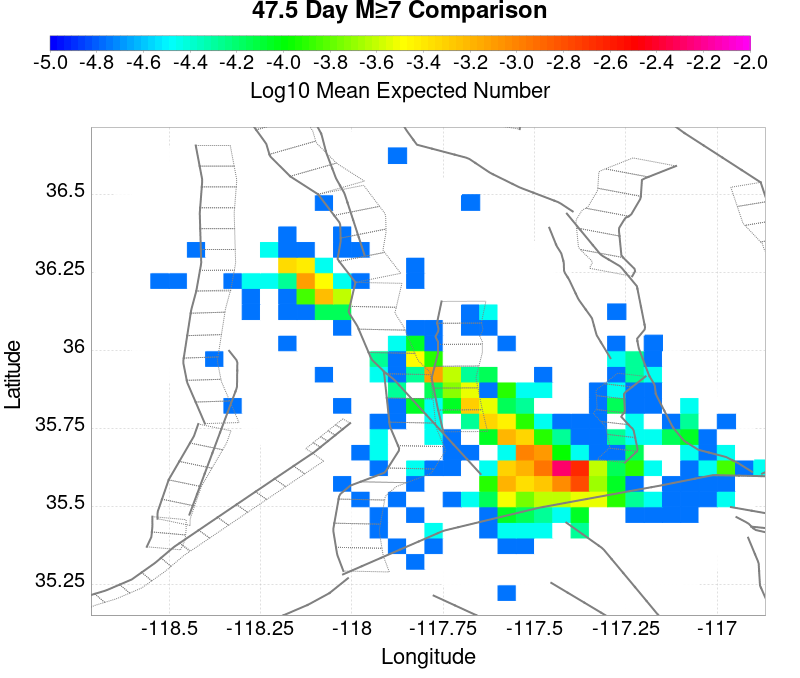 47.5 Day M≥7 Comparison
-5.0 -4.8 -4.6 -4.4 -4.2 -4.0 -3.8 -3.6 -3.4 -3.2 -3.0 -2.8 -2.6 -2.4 -2.2 -2.0
Log10 Mean Expected Number
36.5
36.25
36
35.75
35.5
35.25
Latitude
-118.5 -118.25 -118 -117.75 -117.5 -117.25 -117
Longitude